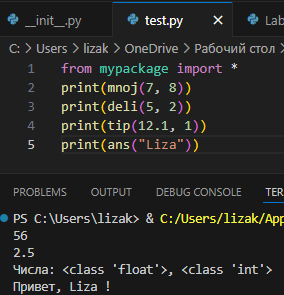 __init__.py test.py Lab
C: > Users > lizak > OneDrive > Рабочий стол >
1 from mypackage import *
2 print(mnoj(7, 8))
3 print(deli(5, 2))
4 print(tip(12.1, 1))
5 print(ans("Liza"))
PROBLEMS OUTPUT DEBUG CONSOLE TER
PS C:\Users\lizak> & C:/Users/lizak/App
56
2.5
Числа: <class 'float'>, <class 'int'>
Привет, Liza !